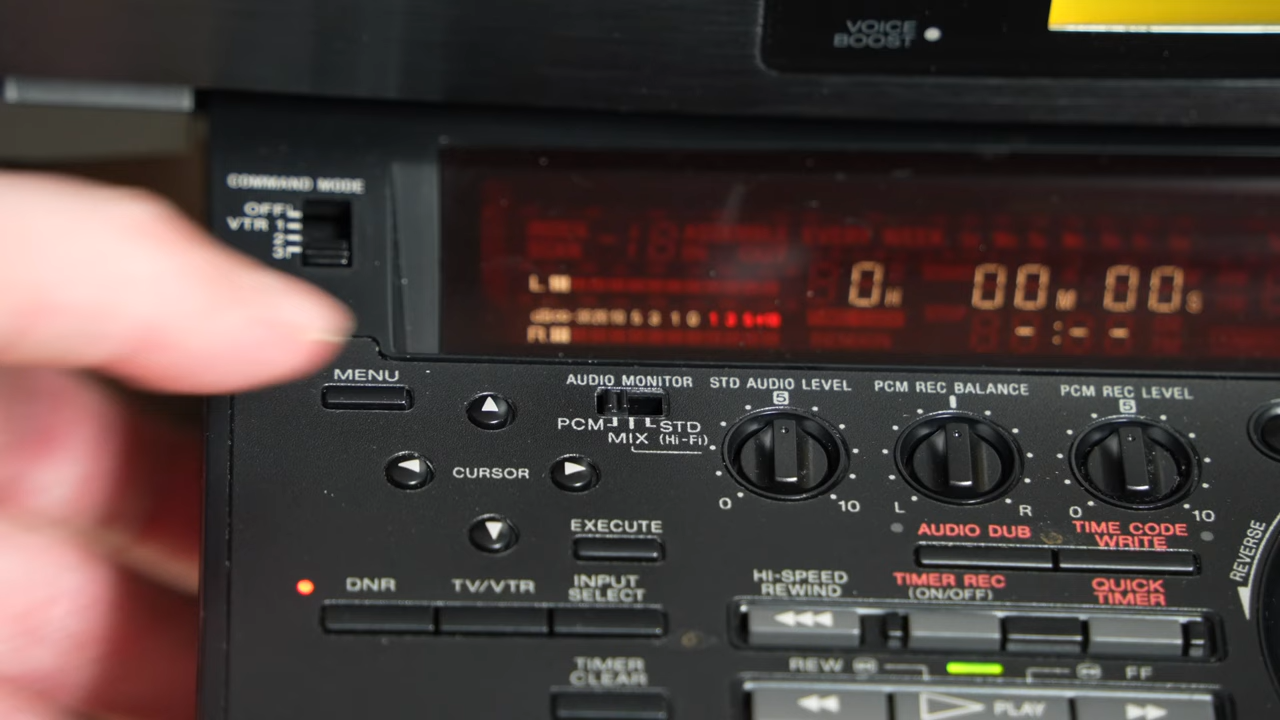 VOICE
BOOST
COMMAND MODE
OFF
VTR 1
2
3
L
R
0H 00M 00S
-:--
MENU
AUDIO MONITOR
PCM STD
MIX (Hi-Fi)
STD AUDIO LEVEL
5
0 10
PCM REC BALANCE
L R
PCM REC LEVEL
5
0 10
CURSOR
EXECUTE
AUDIO DUB
TIME CODE
WRITE
DNR
TV/VTR
INPUT
SELECT
HI-SPEED
REWIND
TIMER REC
(ON/OFF)
QUICK
TIMER
REVERSE
TIMER
CLEAR
REW
FF
PLAY